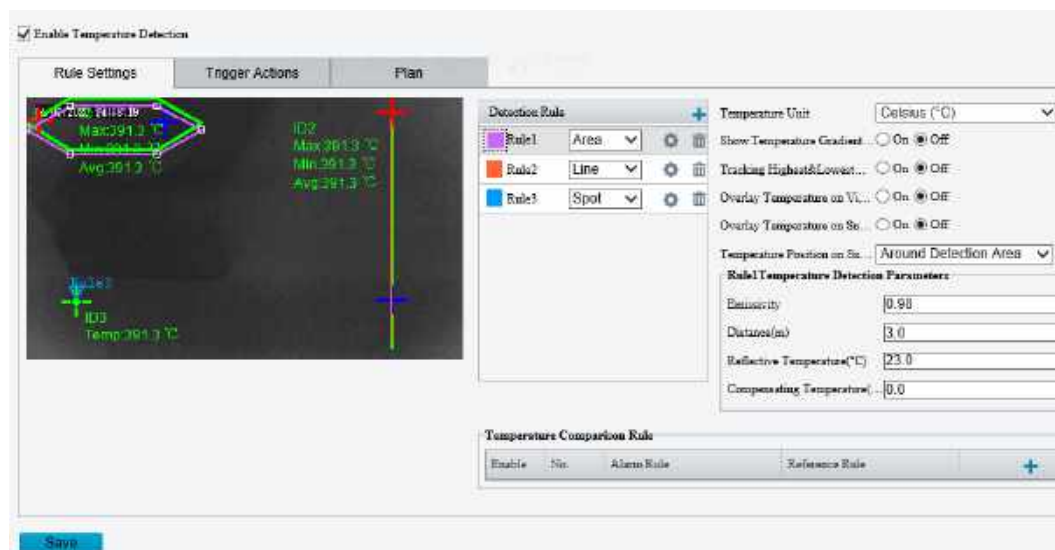 Enable Temperature Detection
Rule Settings
Trigger Actions
Plan
Max:391.3 ℃
Avg:391.3 ℃
ID2
Max:391.3 ℃
Min:391.3 ℃
Avg:391.3 ℃
ID3
Temp:391.3 ℃
Detection Rule
Rule1 Area
Rule2 Line
Rule3 Spot
Temperature Unit Celsius (°C)
Show Temperature Gradient... On Off
Tracking Highest&Lowest... On Off
Overlay Temperature on Vi... On Off
Overlay Temperature on Sn... On Off
Temperature Position on Sn... Around Detection Area
Rule1Temperature Detection Parameters
Emissivity 0.98
Distance(m) 3.0
Reflective Temperature(°C) 23.0
Compensating Temperature(... 0.0
Temperature Comparison Rule
Enable No. Alarm Rule Reference Rule
Save